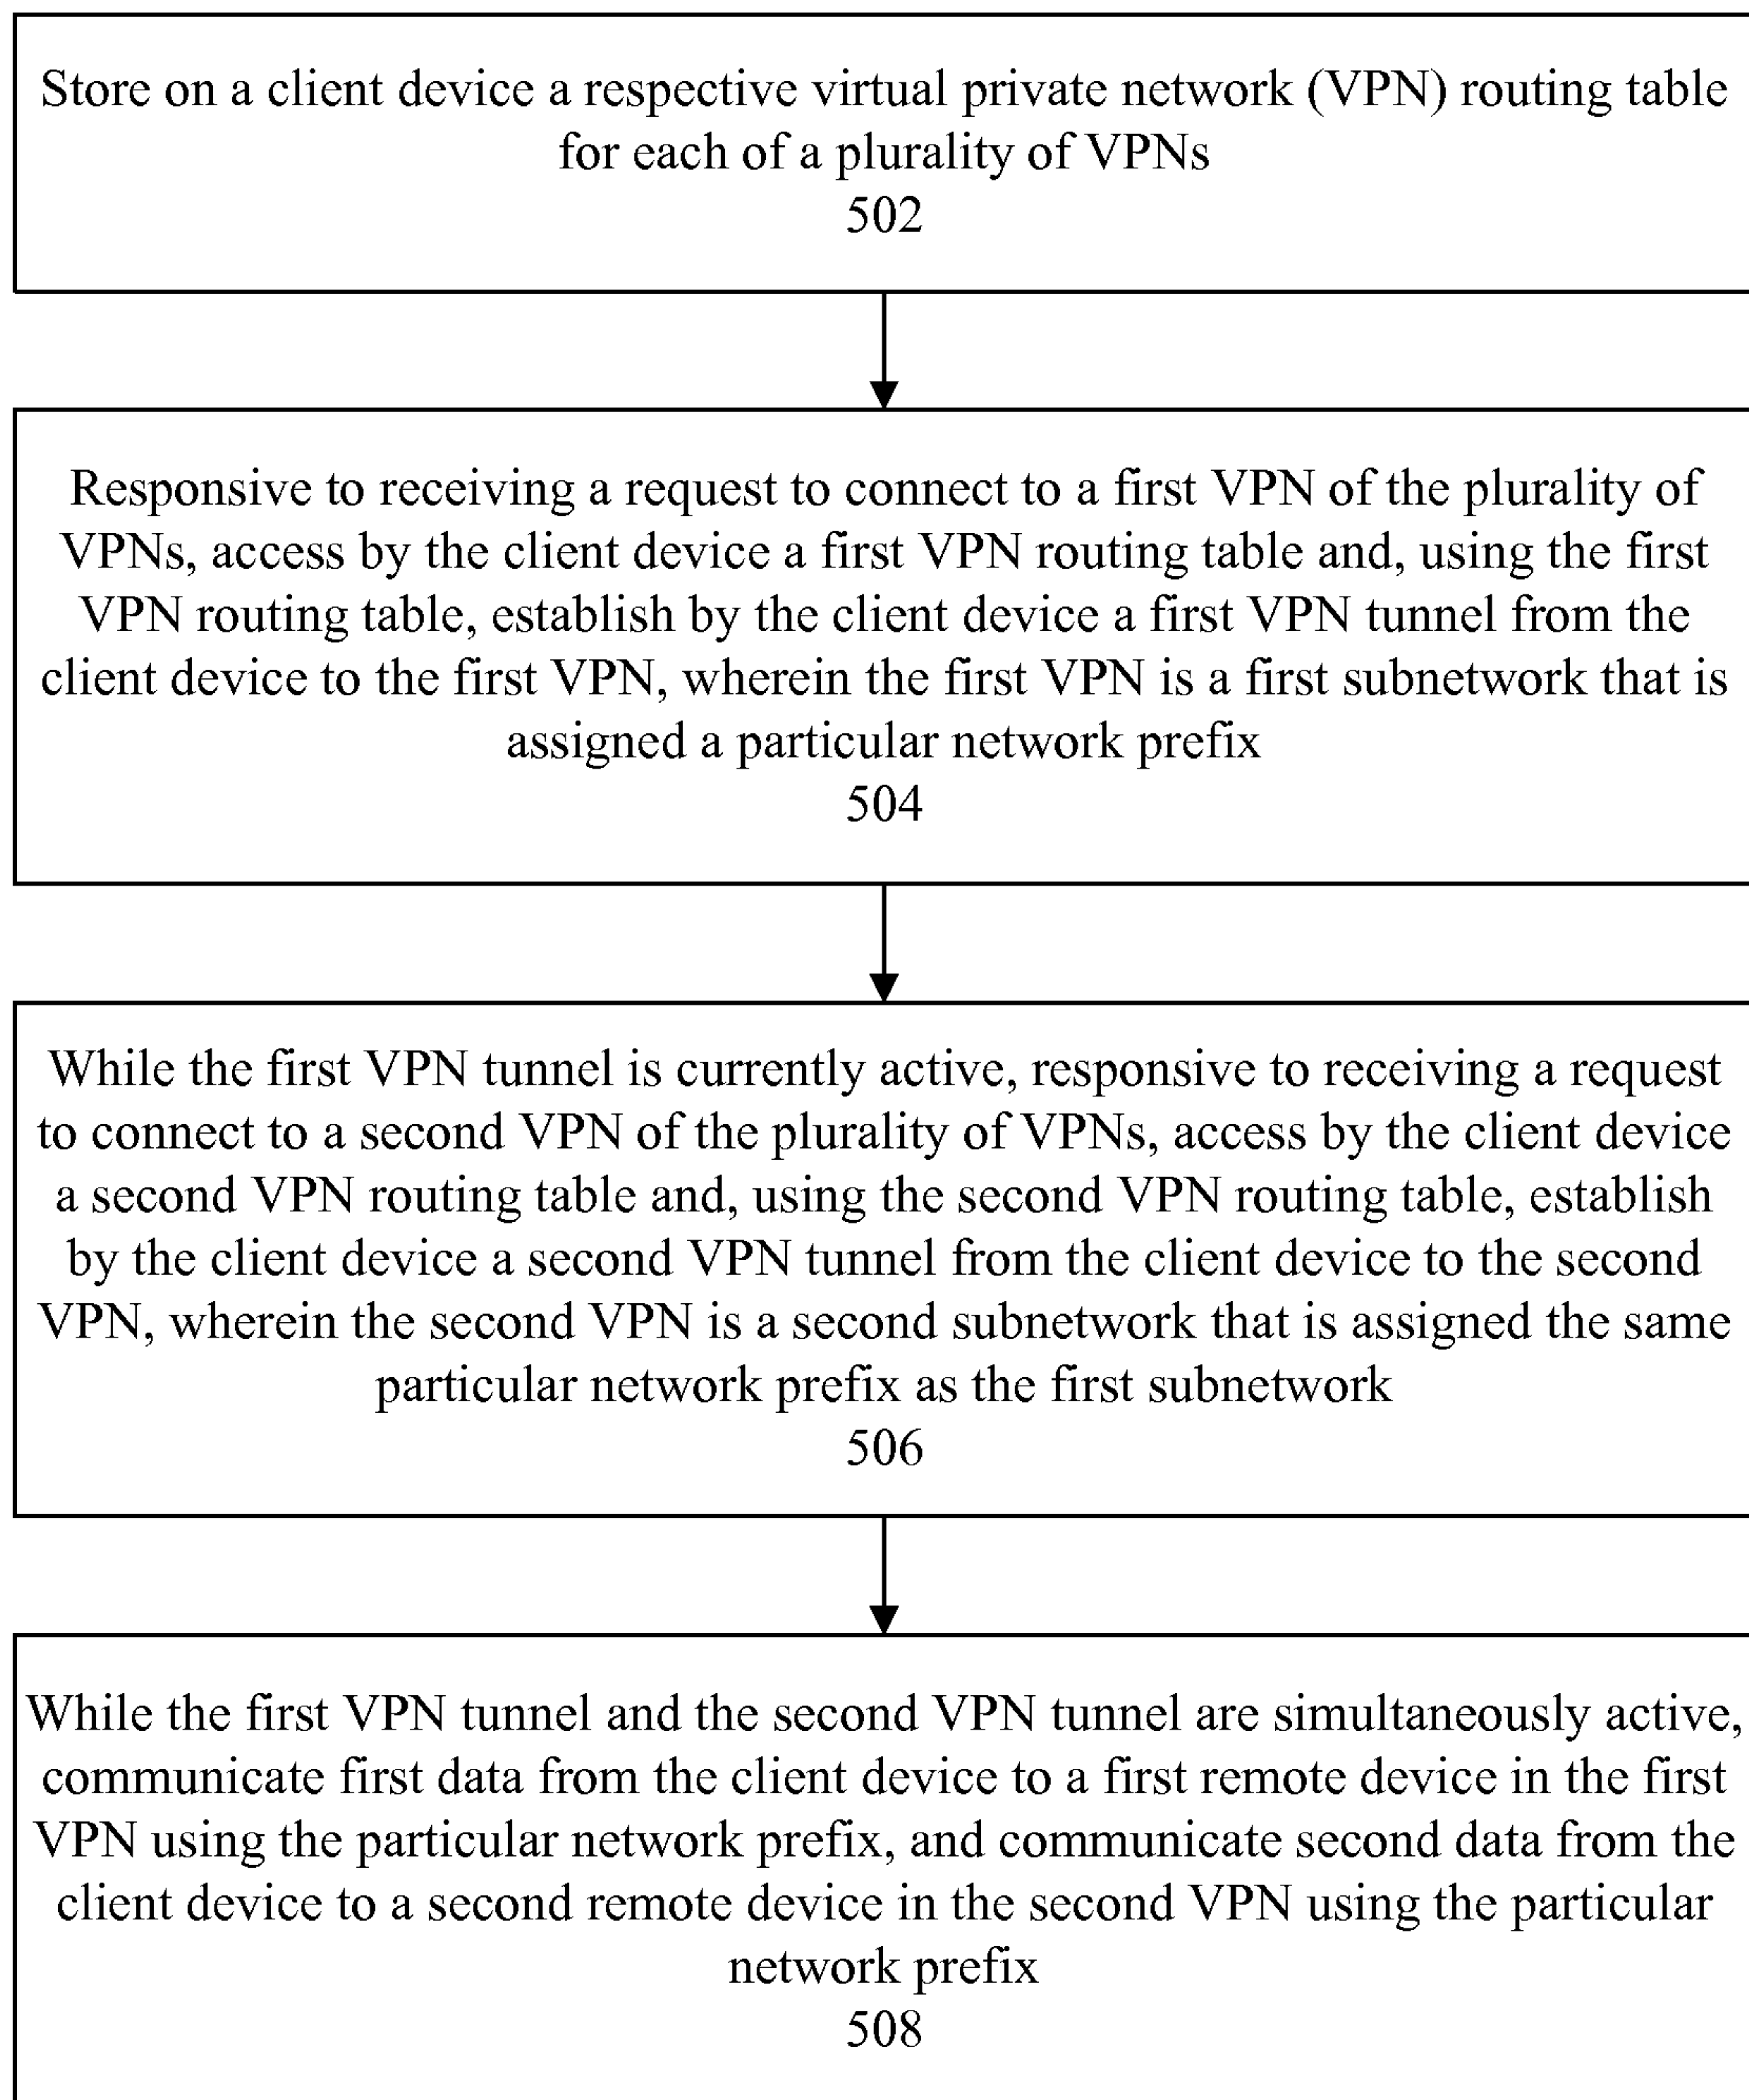 Store on a client device a respective virtual private network (VPN) routing table
for each of a plurality of VPNs
502
Responsive to receiving a request to connect to a first VPN of the plurality of
VPNs, access by the client device a first VPN routing table and, using the first
VPN routing table, establish by the client device a first VPN tunnel from the
client device to the first VPN, wherein the first VPN is a first subnetwork that is
assigned a particular network prefix
504
While the first VPN tunnel is currently active, responsive to receiving a request
to connect to a second VPN of the plurality of VPNs, access by the client device
a second VPN routing table and, using the second VPN routing table, establish
by the client device a second VPN tunnel from the client device to the second
VPN, wherein the second VPN is a second subnetwork that is assigned the same
particular network prefix as the first subnetwork
506
While the first VPN tunnel and the second VPN tunnel are simultaneously active,
communicate first data from the client device to a first remote device in the first
VPN using the particular network prefix, and communicate second data from the
client device to a second remote device in the second VPN using the particular
network prefix
508